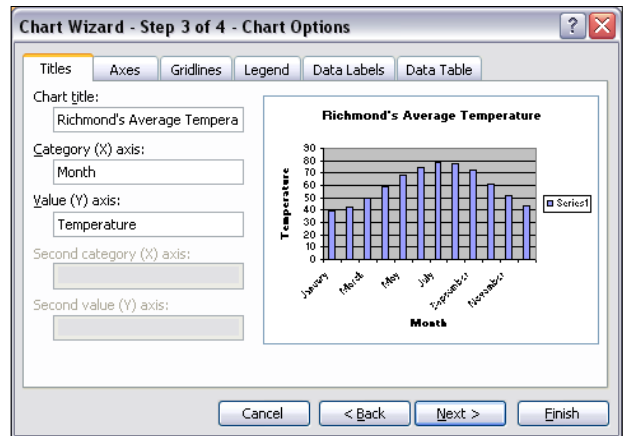 Chart Wizard - Step 3 of 4 - Chart Options
Titles Axes Gridlines Legend Data Labels Data Table
Chart title:
Richmond's Average Tempera
Category (X) axis:
Month
Value (Y) axis:
Temperature
Second category (X) axis:
Second value (Y) axis:
Richmond's Average Temperature
90
80
70
60
50
40
30
20
10
0
Temperature
January March May July September November
Month
Series1
Cancel < Back Next > Finish